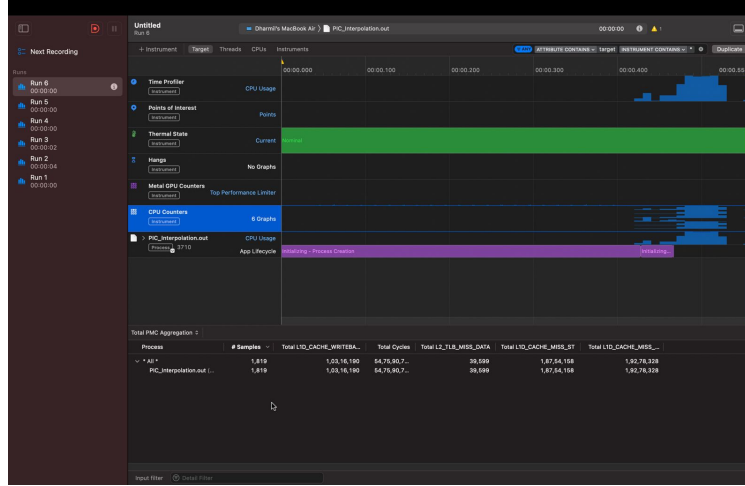 Untitled
Run 6
Dharmil's MacBook Air > PIC_Interpolation.out
00:00:00
1
Next Recording
+ Instrument Target Threads CPUs Instruments
ANY ATTRIBUTE CONTAINS target INSTRUMENT CONTAINS Duplicate
Runs
Run 6
00:00:00
Run 5
00:00:00
Run 4
00:00:00
Run 3
00:00:02
Run 2
00:00:04
Run 1
00:00:00
00:00.000 00:00.100 00:00.200 00:00.300 00:00.400
Time Profiler
Instrument
CPU Usage
Points of Interest
Instrument
Points
Thermal State
Instrument
Current
Nominal
Hangs
Instrument
No Graphs
Metal GPU Counters
Instrument
Top Performance Limiter
CPU Counters
Instrument
6 Graphs
PIC_Interpolation.out
Process 3710
CPU Usage
App Lifecycle
Initializing - Process Creation
Initializing...
Total PMC Aggregation
Process # Samples Total L1D_CACHE_WRITEBA... Total Cycles Total L2_TLB_MISS_DATA Total L1D_CACHE_MISS_ST Total L1D_CACHE_MISS_...
* All * 1,819 1,03,16,190 54,75,90,7... 39,599 1,87,54,158 1,92,78,328
PIC_Interpolation.out (... 1,819 1,03,16,190 54,75,90,7... 39,599 1,87,54,158 1,92,78,328
Input filter Detail Filter